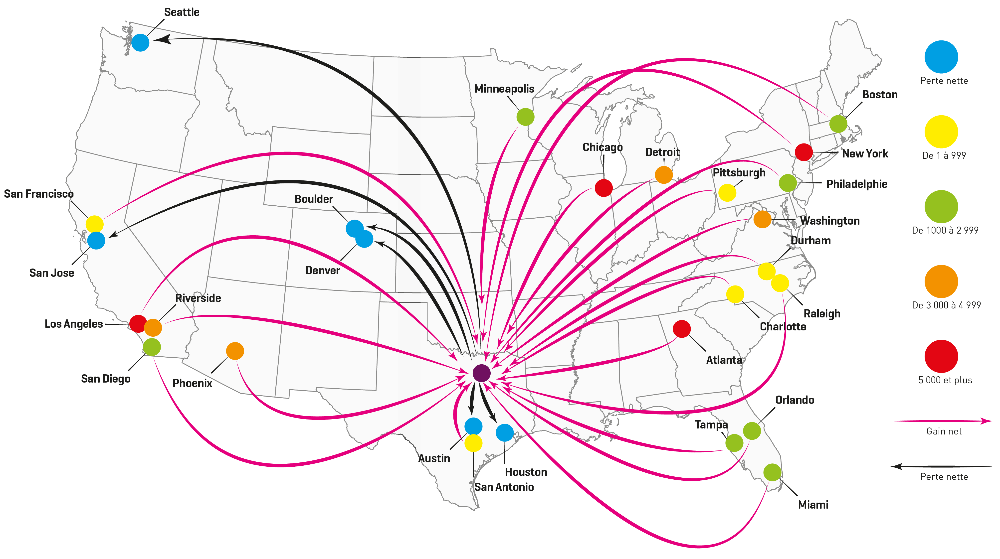 Seattle
Minneapolis
Boston
Chicago
Detroit
New York
Pittsburgh
Philadelphie
San Francisco
Boulder
Washington
Durham
San Jose
Denver
Riverside
Raleigh
Los Angeles
Charlotte
Atlanta
San Diego
Phoenix
Orlando
Tampa
Austin
Houston
San Antonio
Miami
Perte nette
De 1 à 999
De 1000 à 2 999
De 3 000 à 4 999
5 000 et plus
Gain net
Perte nette